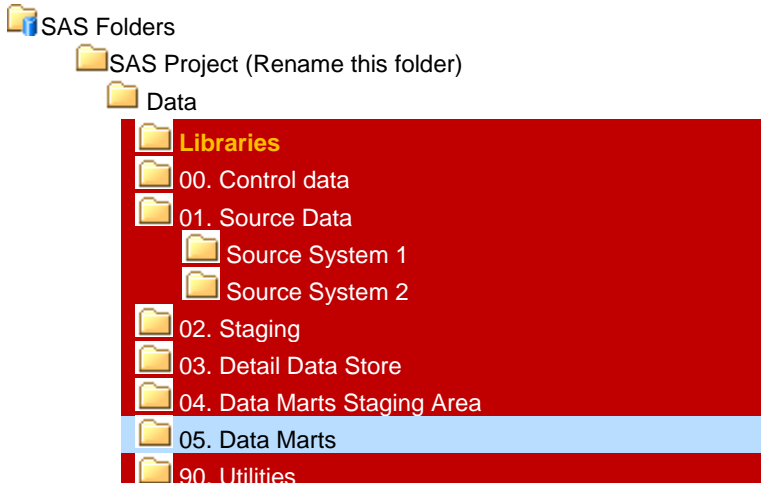 SAS Folders
SAS Project (Rename this folder)
Data
Libraries
00. Control data
01. Source Data
Source System 1
Source System 2
02. Staging
03. Detail Data Store
04. Data Marts Staging Area
05. Data Marts
90. Utilities